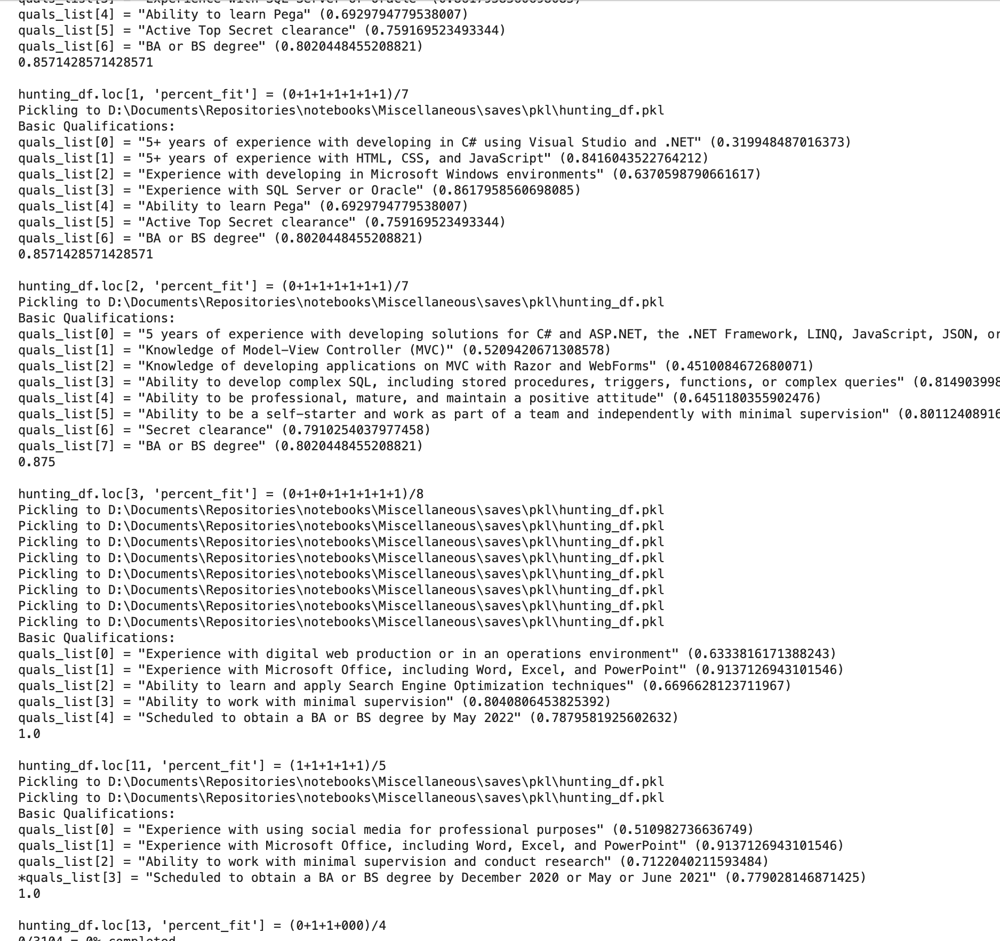 quals_list[3] = "Experience with SQL Server or Oracle" (0.8617958560698085)
quals_list[4] = "Ability to learn Pega" (0.6929794779538007)
quals_list[5] = "Active Top Secret clearance" (0.759169523493344)
quals_list[6] = "BA or BS degree" (0.8020448455208821)
0.8571428571428571
hunting_df.loc[1, 'percent_fit'] = (0+1+1+1+1+1+1)/7
Pickling to D:\Documents\Repositories\notebooks\Miscellaneous\saves\pkl\hunting_df.pkl
Basic Qualifications:
quals_list[0] = "5+ years of experience with developing in C# using Visual Studio and .NET" (0.319948487016373)
quals_list[1] = "5+ years of experience with HTML, CSS, and JavaScript" (0.8416043522764212)
quals_list[2] = "Experience with developing in Microsoft Windows environments" (0.6370598790661617)
quals_list[3] = "Experience with SQL Server or Oracle" (0.8617958560698085)
quals_list[4] = "Ability to learn Pega" (0.6929794779538007)
quals_list[5] = "Active Top Secret clearance" (0.759169523493344)
quals_list[6] = "BA or BS degree" (0.8020448455208821)
0.8571428571428571
hunting_df.loc[2, 'percent_fit'] = (0+1+1+1+1+1+1)/7
Pickling to D:\Documents\Repositories\notebooks\Miscellaneous\saves\pkl\hunting_df.pkl
Basic Qualifications:
quals_list[0] = "5 years of experience with developing solutions for C# and ASP.NET, the .NET Framework, LINQ, JavaScript, JSON, or
quals_list[1] = "Knowledge of Model-View Controller (MVC)" (0.5209420671308578)
quals_list[2] = "Knowledge of developing applications on MVC with Razor and WebForms" (0.4510084672680071)
quals_list[3] = "Ability to develop complex SQL, including stored procedures, triggers, functions, or complex queries" (0.814903998
quals_list[4] = "Ability to be professional, mature, and maintain a positive attitude" (0.6451180355902476)
quals_list[5] = "Ability to be a self-starter and work as part of a team and independently with minimal supervision" (0.80112408916
quals_list[6] = "Secret clearance" (0.7910254037977458)
quals_list[7] = "BA or BS degree" (0.8020448455208821)
0.875
hunting_df.loc[3, 'percent_fit'] = (0+1+0+1+1+1+1+1)/8
Pickling to D:\Documents\Repositories\notebooks\Miscellaneous\saves\pkl\hunting_df.pkl
Pickling to D:\Documents\Repositories\notebooks\Miscellaneous\saves\pkl\hunting_df.pkl
Pickling to D:\Documents\Repositories\notebooks\Miscellaneous\saves\pkl\hunting_df.pkl
Pickling to D:\Documents\Repositories\notebooks\Miscellaneous\saves\pkl\hunting_df.pkl
Pickling to D:\Documents\Repositories\notebooks\Miscellaneous\saves\pkl\hunting_df.pkl
Pickling to D:\Documents\Repositories\notebooks\Miscellaneous\saves\pkl\hunting_df.pkl
Pickling to D:\Documents\Repositories\notebooks\Miscellaneous\saves\pkl\hunting_df.pkl
Pickling to D:\Documents\Repositories\notebooks\Miscellaneous\saves\pkl\hunting_df.pkl
Basic Qualifications:
quals_list[0] = "Experience with digital web production or in an operations environment" (0.6333816171388243)
quals_list[1] = "Experience with Microsoft Office, including Word, Excel, and PowerPoint" (0.9137126943101546)
quals_list[2] = "Ability to learn and apply Search Engine Optimization techniques" (0.6696628123711967)
quals_list[3] = "Ability to work with minimal supervision" (0.8040806453825392)
quals_list[4] = "Scheduled to obtain a BA or BS degree by May 2022" (0.7879581925602632)
1.0
hunting_df.loc[11, 'percent_fit'] = (1+1+1+1+1)/5
Pickling to D:\Documents\Repositories\notebooks\Miscellaneous\saves\pkl\hunting_df.pkl
Pickling to D:\Documents\Repositories\notebooks\Miscellaneous\saves\pkl\hunting_df.pkl
Basic Qualifications:
quals_list[0] = "Experience with using social media for professional purposes" (0.510982736636749)
quals_list[1] = "Experience with Microsoft Office, including Word, Excel, and PowerPoint" (0.9137126943101546)
quals_list[2] = "Ability to work with minimal supervision and conduct research" (0.7122040211593484)
*quals_list[3] = "Scheduled to obtain a BA or BS degree by December 2020 or May or June 2021" (0.779028146871425)
1.0
hunting_df.loc[13, 'percent_fit'] = (0+1+1+000)/4
0/3104 = 0% completed